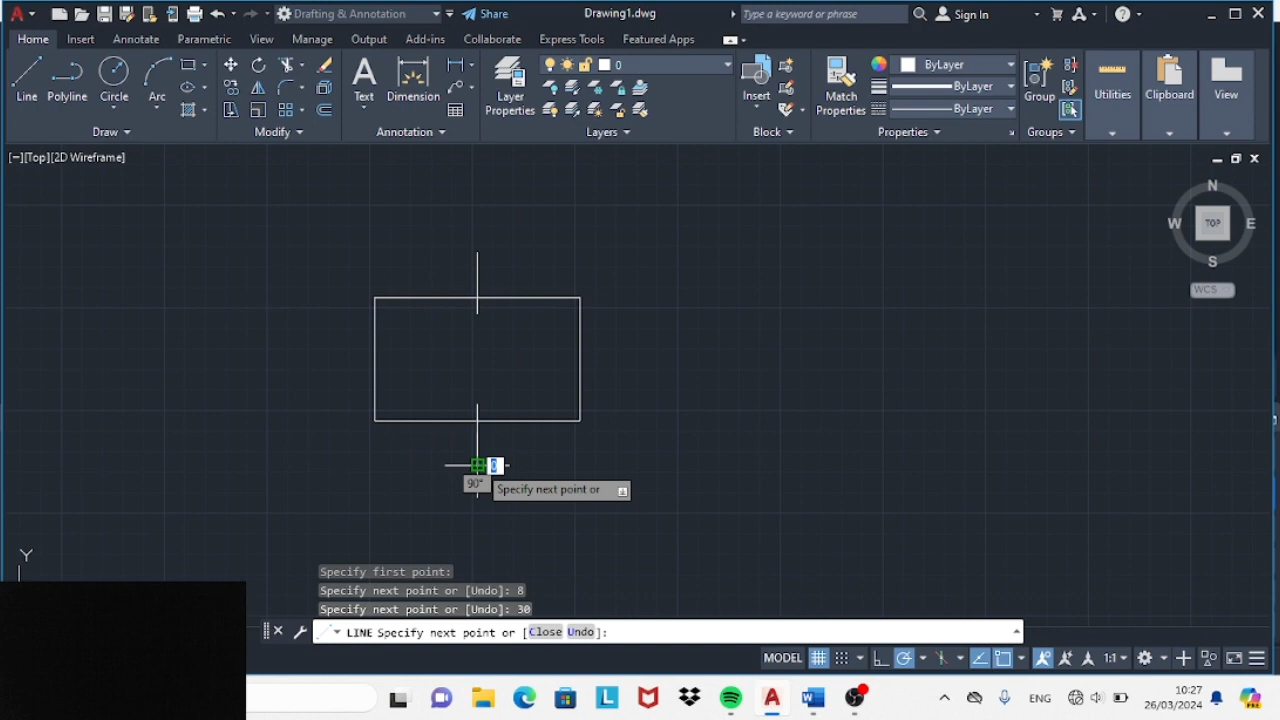 A Drafting & Annotation Share Drawing1.dwg Type a keyword or phrase Sign In ?
Home Insert Annotate Parametric View Manage Output Add-ins Collaborate Express Tools Featured Apps
0 ByLayer
Line Polyline Circle Arc A Text Dimension Layer Properties Insert Match Properties ByLayer Group Utilities Clipboard View
ByLayer
Draw Modify Annotation Layers Block Properties Groups
[−][Top][2D Wireframe]
N
W TOP E
S
WCS
0
90° Specify next point or
Y
Specify first point:
Specify next point or [Undo]: 8
Specify next point or [Undo]: 30
LINE Specify next point or [Close Undo]:
MODEL 1:1
L A W ENG 10:27
26/03/2024